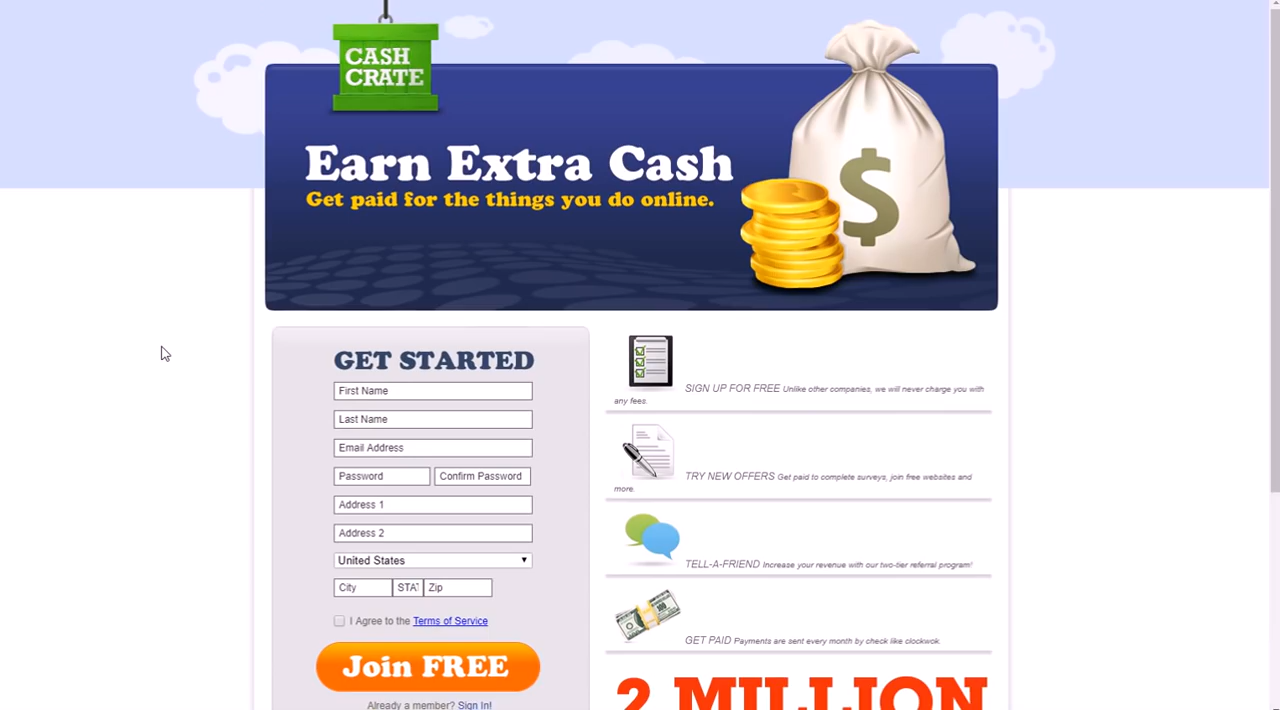 CASH
CRATE
Earn Extra Cash
Get paid for the things you do online.
$
GET STARTED
First Name
Last Name
Email Address
Password Confirm Password
Address 1
Address 2
United States
City STAT Zip
I Agree to the Terms of Service
Join FREE
Already a member? Sign In!
SIGN UP FOR FREE Unlike other companies, we will never charge you with
any fees.
TRY NEW OFFERS Get paid to complete surveys, join free websites and
more.
TELL-A-FRIEND Increase your revenue with our two-tier referral program!
GET PAID Payments are sent every month by check like clockwok.
2 MILLION